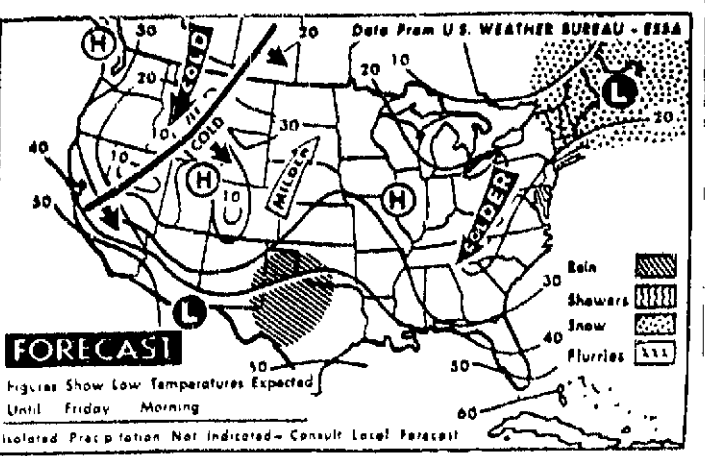 Data From U.S. WEATHER BUREAU - ESSA
H
30
COLD
20
10
20
20
L
20
10
COLD
30
40
10
H
10
MILDER
H
COLDER
50
Rain
30
Showers
L
Snow
FORECAST
40
Flurries
50
50
Figures Show Low Temperatures Expected
60
Until Friday Morning
Isolated Precipitation Not Indicated - Consult Local Forecast